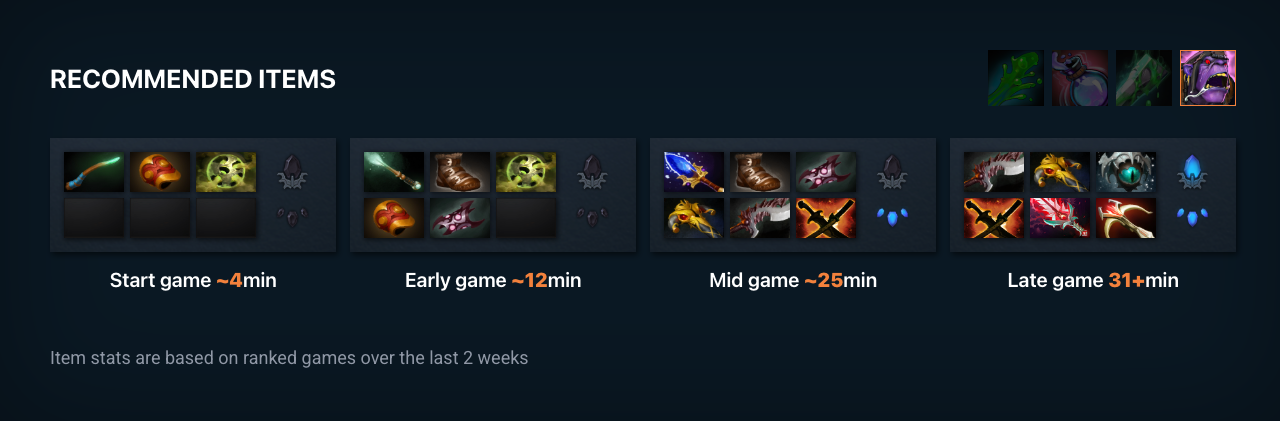 RECOMMENDED ITEMS
Start game ~4min
Early game ~12min
Mid game ~25min
Late game 31+min
Item stats are based on ranked games over the last 2 weeks